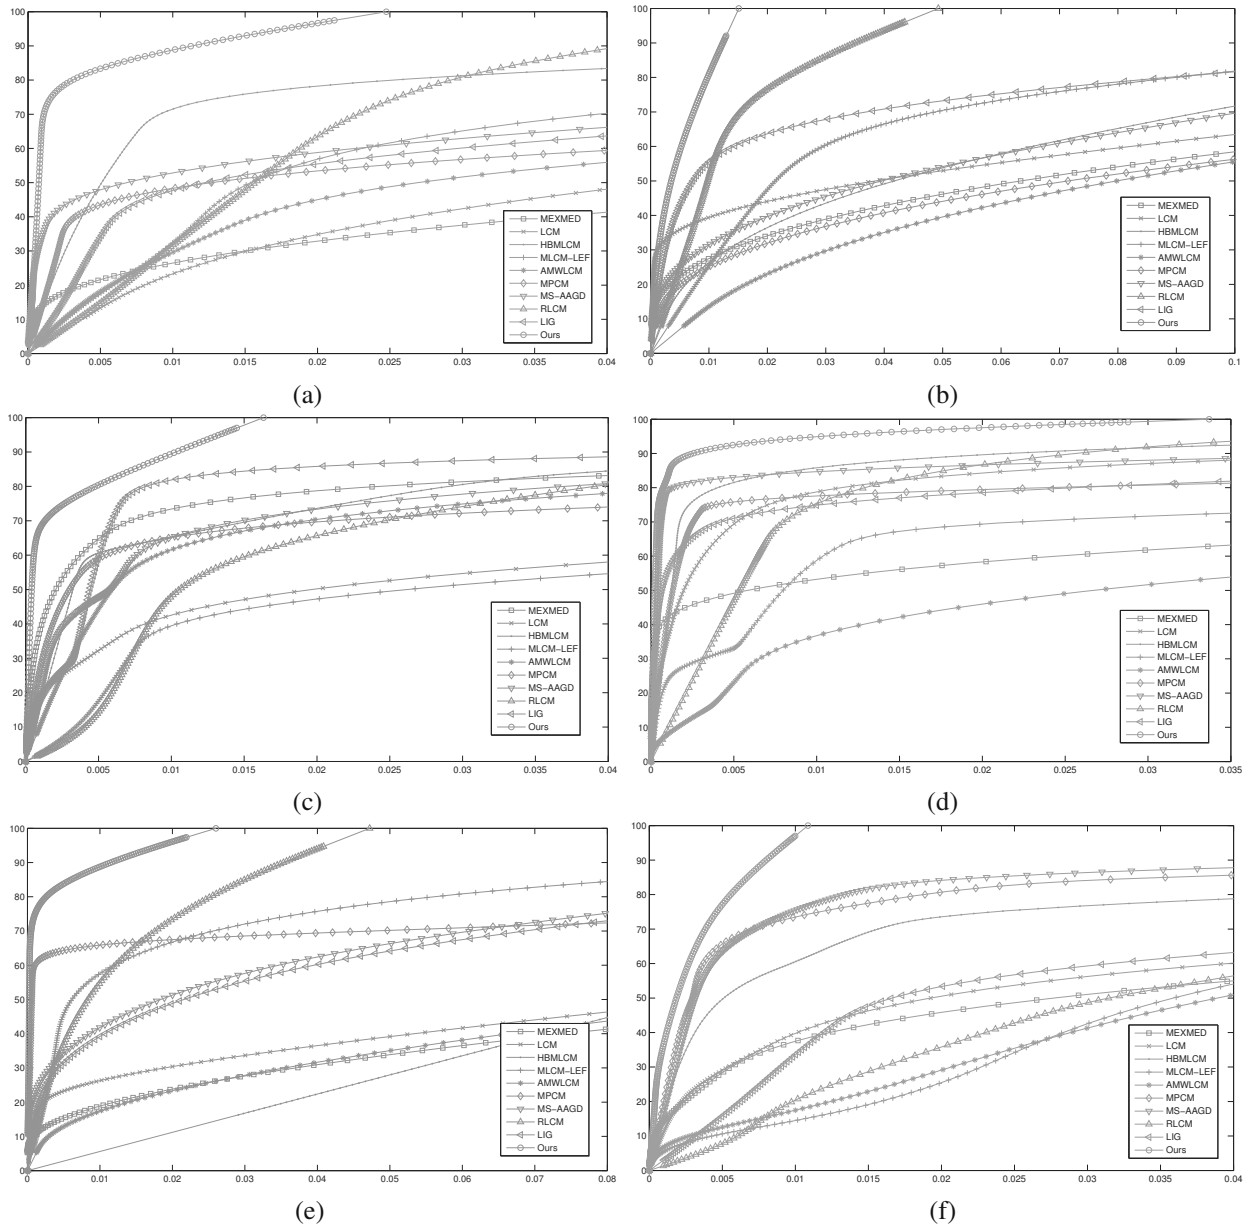 100
90
80
70
60
50
40
30
20
10
0
0 0.005 0.01 0.015 0.02 0.025 0.03 0.035 0.04
MEXMED
LCM
HBMLCM
MLCM-LEF
AMWLCM
MPCM
MS-AAGD
RLCM
LIG
Ours
(a)
100
90
80
70
60
50
40
30
20
10
0
0 0.01 0.02 0.03 0.04 0.05 0.06 0.07 0.08 0.09 0.1
MEXMED
LCM
HBMLCM
MLCM-LEF
AMWLCM
MPCM
MS-AAGD
RLCM
LIG
Ours
(b)
100
90
80
70
60
50
40
30
20
10
0
0 0.005 0.01 0.015 0.02 0.025 0.03 0.035 0.04
MEXMED
LCM
HBMLCM
MLCM-LEF
AMWLCM
MPCM
MS-AAGD
RLCM
LIG
Ours
(c)
100
90
80
70
60
50
40
30
20
10
0
0 0.005 0.01 0.015 0.02 0.025 0.03 0.035
MEXMED
LCM
HBMLCM
MLCM-LEF
AMWLCM
MPCM
MS-AAGD
RLCM
LIG
Ours
(d)
100
90
80
70
60
50
40
30
20
10
0
0 0.01 0.02 0.03 0.04 0.05 0.06 0.07 0.08
MEXMED
LCM
HBMLCM
MLCM-LEF
AMWLCM
MPCM
MS-AAGD
RLCM
LIG
Ours
(e)
100
90
80
70
60
50
40
30
20
10
0
0 0.005 0.01 0.015 0.02 0.025 0.03 0.035 0.04
MEXMED
LCM
HBMLCM
MLCM-LEF
AMWLCM
MPCM
MS-AAGD
RLCM
LIG
Ours
(f)